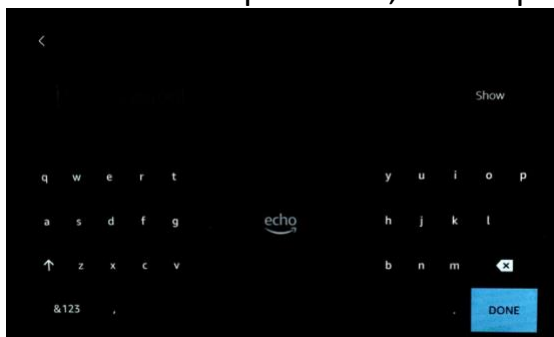 Show
q w e r t y u i o p
a s d f g echo h j k l
z x c v b n m
&123 , . DONE